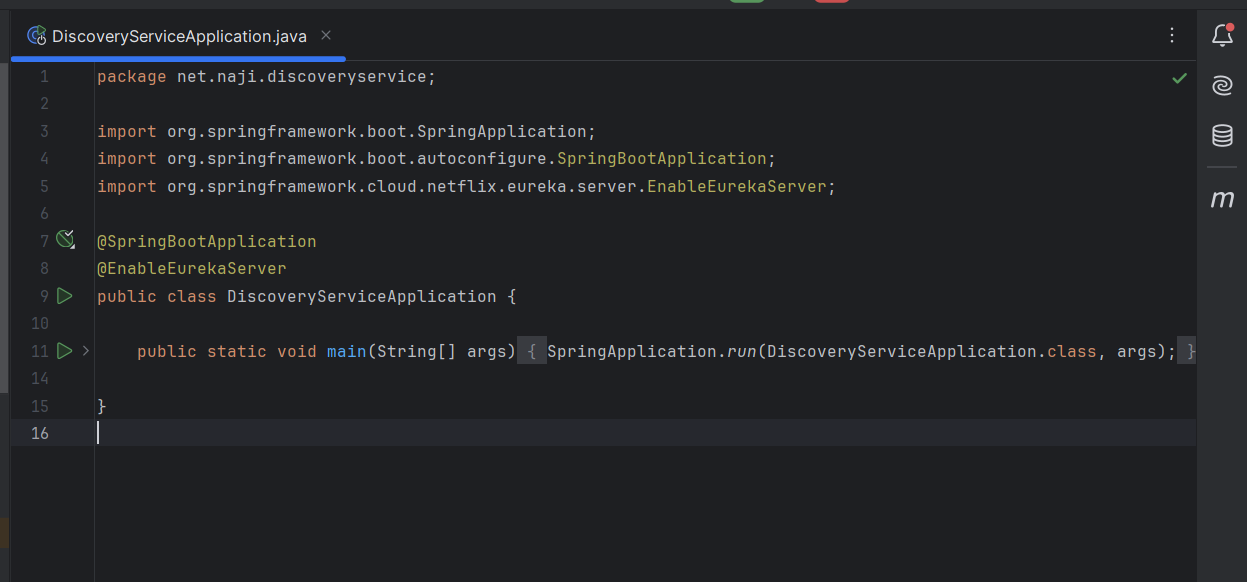 DiscoveryServiceApplication.java
1 package net.naji.discoveryservice;
2
3 import org.springframework.boot.SpringApplication;
4 import org.springframework.boot.autoconfigure.SpringBootApplication;
5 import org.springframework.cloud.netflix.eureka.server.EnableEurekaServer;
6
7 @SpringBootApplication
8 @EnableEurekaServer
9 public class DiscoveryServiceApplication {
10
11 public static void main(String[] args) { SpringApplication.run(DiscoveryServiceApplication.class, args); }
14
15 }
16
m